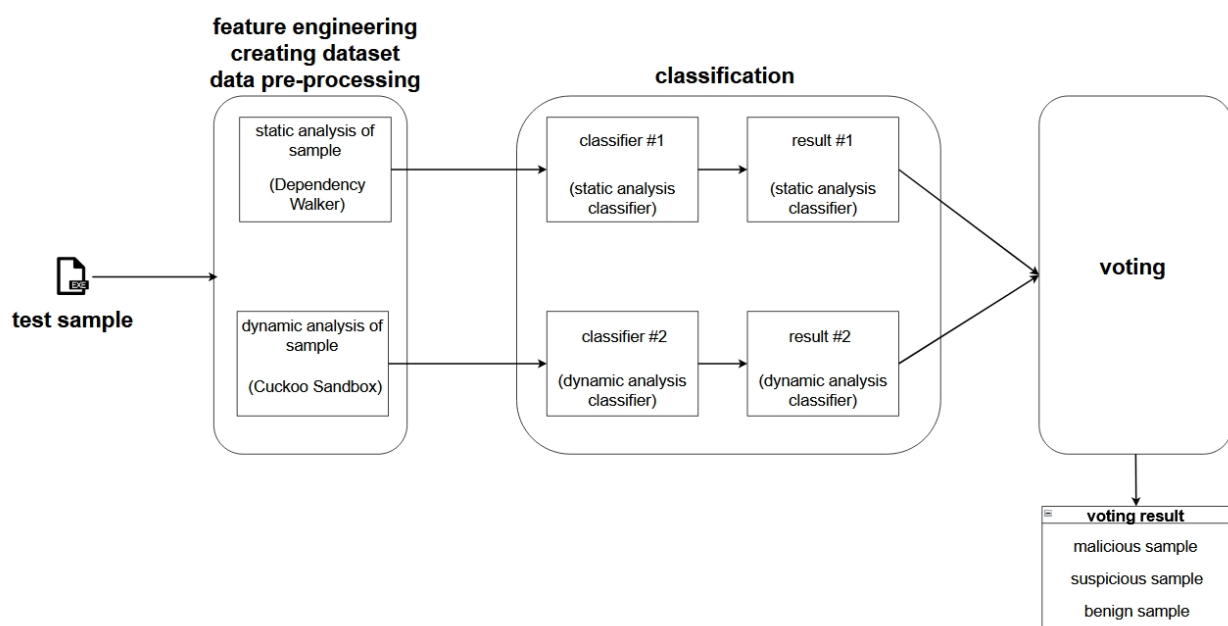 feature engineering
creating dataset
data pre-processing
classification
static analysis of
sample
(Dependency
Walker)
classifier #1
(static analysis
classifier)
result #1
(static analysis
classifier)
voting
EXE
test sample
dynamic analysis of
sample
(Cuckoo Sandbox)
classifier #2
(dynamic analysis
classifier)
result #2
(dynamic analysis
classifier)
voting result
malicious sample
suspicious sample
benign sample